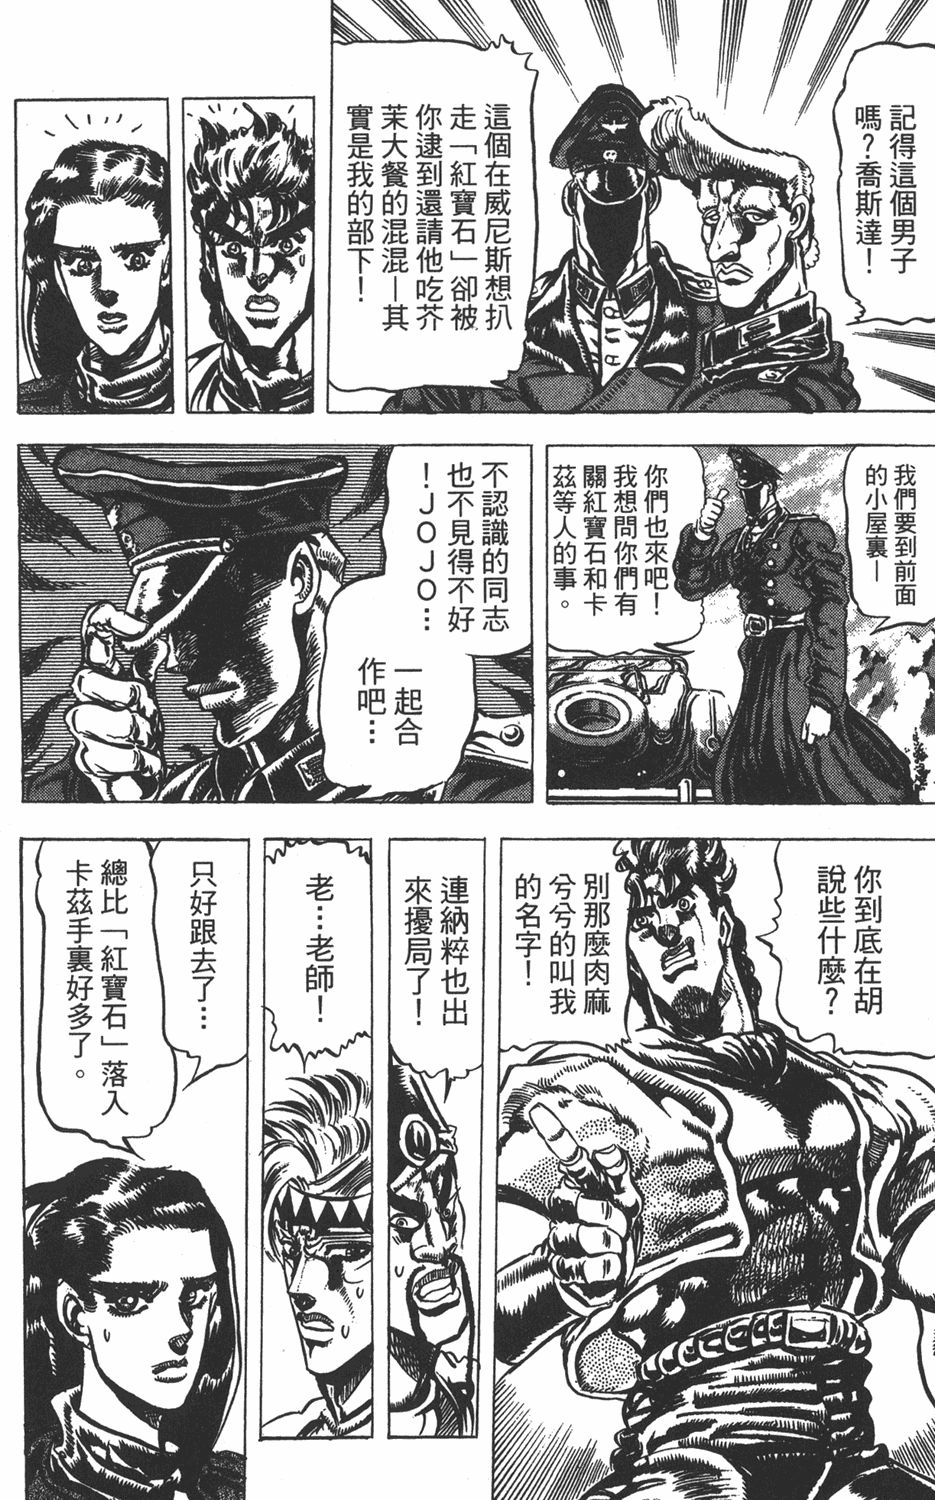 記得這個男子
嗎？喬斯達！
這個在威尼斯想扒
走「紅寶石」卻被
你逮到還請他吃芥
茉大餐的混混—其
實是我的部下！
我們要到前面
的小屋裏—
你們也來吧！
我想問你們有
關紅寶石和卡
茲等人的事。
不認識的同志
也不見得不好
！JOJO…
一起合
作吧…
你到底在胡
說些什麼？
別那麼肉麻
兮兮的叫我
的名字！
連納粹也出
來擾局了！
老…老師！
只好跟去了…
總比「紅寶石」落入
卡茲手裏好多了。